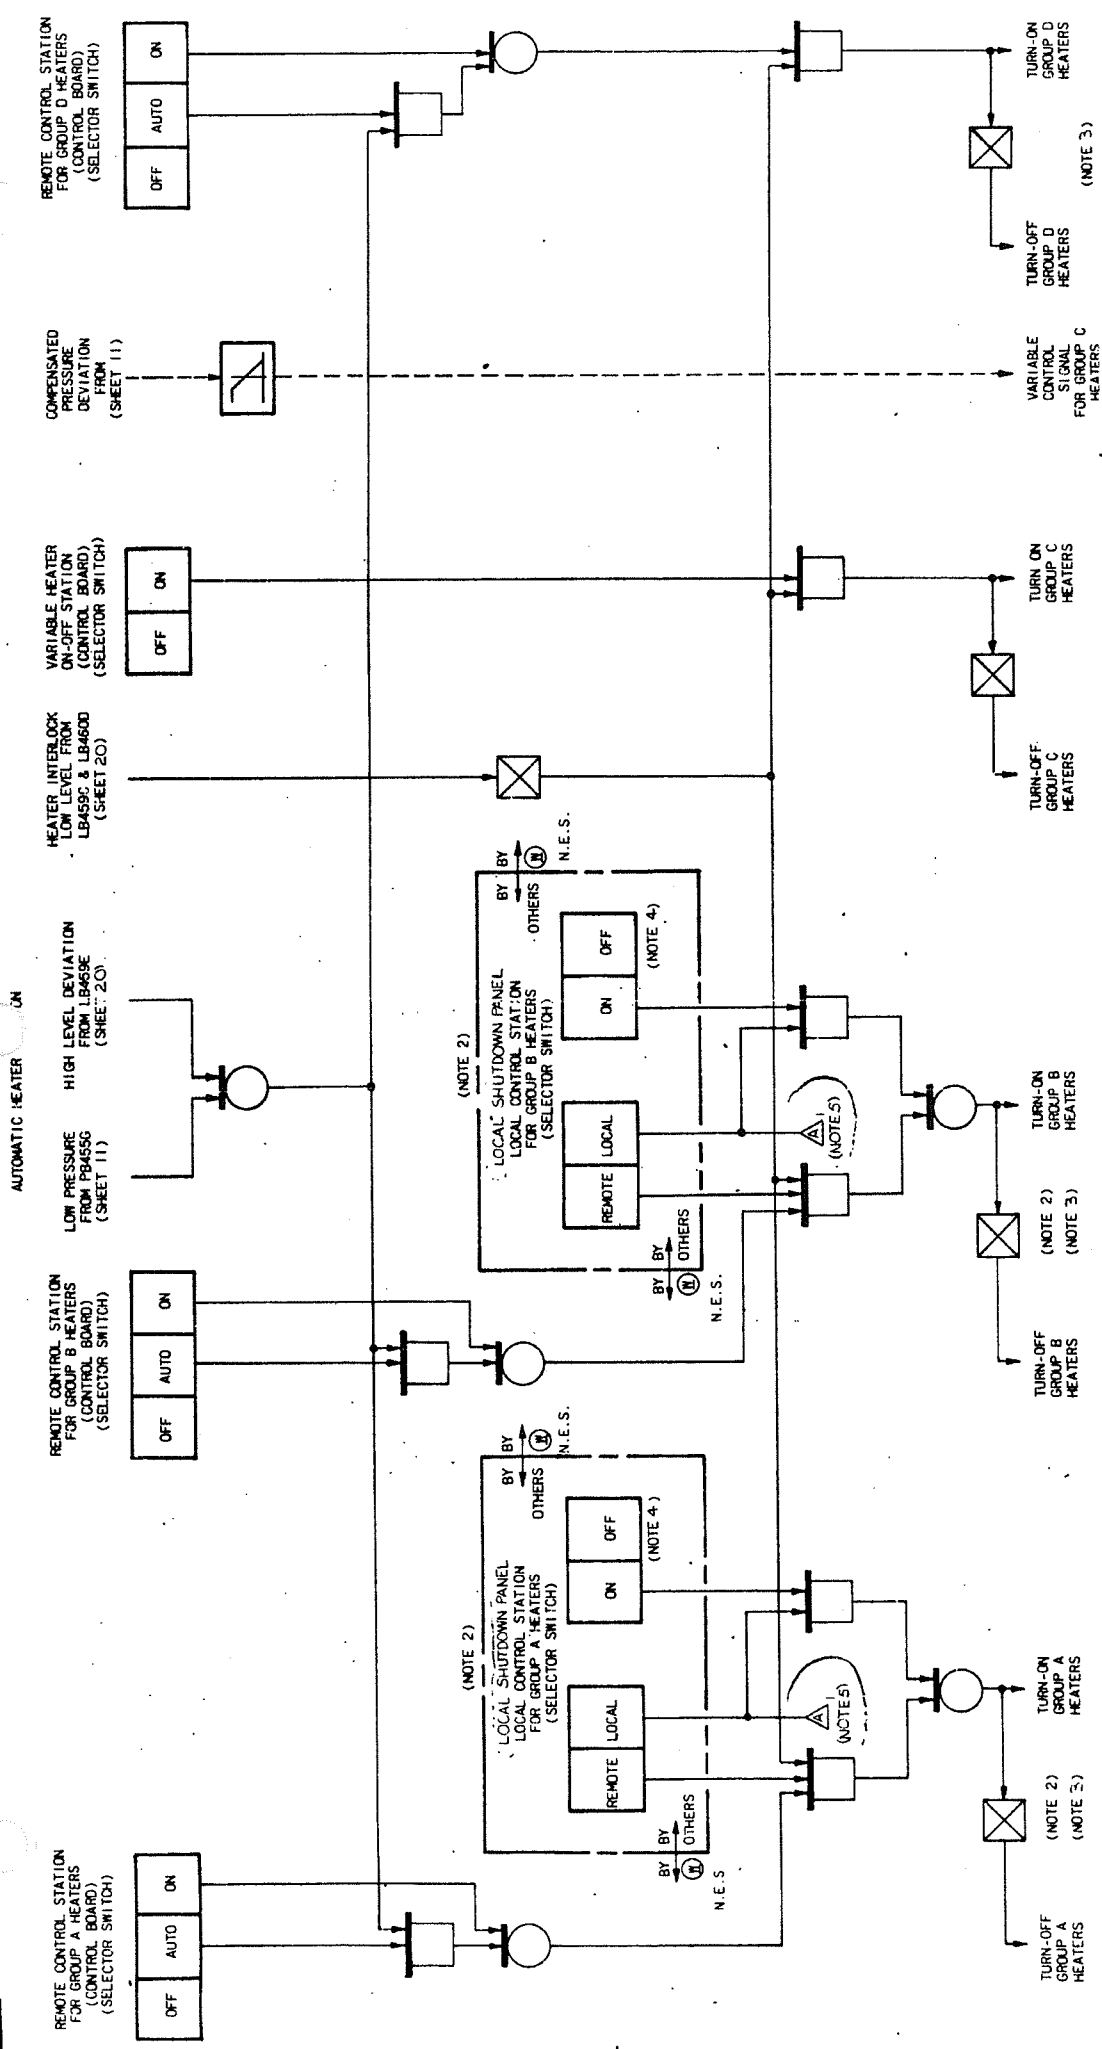 REMOTE CONTROL STATION
FOR GROUP A HEATERS
(CONTROL BOARD)
(SELECTOR SWITCH)
OFF
AUTO
ON
REMOTE CONTROL STATION
FOR GROUP B HEATERS
(CONTROL BOARD)
(SELECTOR SWITCH)
OFF
AUTO
ON
AUTOMATIC HEATER
LOW PRESSURE
FROM PB455G
(SHEET 11)
HIGH LEVEL DEVIATION
FROM LB459E
(SHEET 20)
HEATER INTERLOCK
LOW LEVEL FROM
LB459C & LB460D
(SHEET 20)
VARIABLE HEATER
ON-OFF STATION
(CONTROL BOARD)
(SELECTOR SWITCH)
OFF
ON
COMPENSATED
PRESSURE
DEVIATION
FROM
(SHEET 11)
REMOTE CONTROL STATION
FOR GROUP D HEATERS
(CONTROL BOARD)
(SELECTOR SWITCH)
OFF
AUTO
ON
(NOTE 2)
LOCAL SHUTDOWN PANEL
LOCAL CONTROL STATION
FOR GROUP A HEATERS
(SELECTOR SWITCH)
BY BY
OTHERS W
N.E.S.
REMOTE
LOCAL
ON
OFF
(NOTE 4)
BY BY
W OTHERS
N.E.S.
A
(NOTE 5)
(NOTE 2)
LOCAL SHUTDOWN PANEL
LOCAL CONTROL STATION
FOR GROUP B HEATERS
(SELECTOR SWITCH)
BY BY
OTHERS W
N.E.S.
REMOTE
LOCAL
ON
OFF
(NOTE 4)
BY BY
W OTHERS
N.E.S.
A
(NOTE 5)
TURN-OFF
GROUP A
HEATERS
(NOTE 2)
(NOTE 3)
TURN-ON
GROUP A
HEATERS
TURN-OFF
GROUP B
HEATERS
(NOTE 2)
(NOTE 3)
TURN-ON
GROUP B
HEATERS
TURN-OFF
GROUP C
HEATERS
TURN ON
GROUP C
HEATERS
VARIABLE
CONTROL
SIGNAL
FOR GROUP C
HEATERS
TURN-OFF
GROUP D
HEATERS
(NOTE 3)
TURN-ON
GROUP D
HEATERS